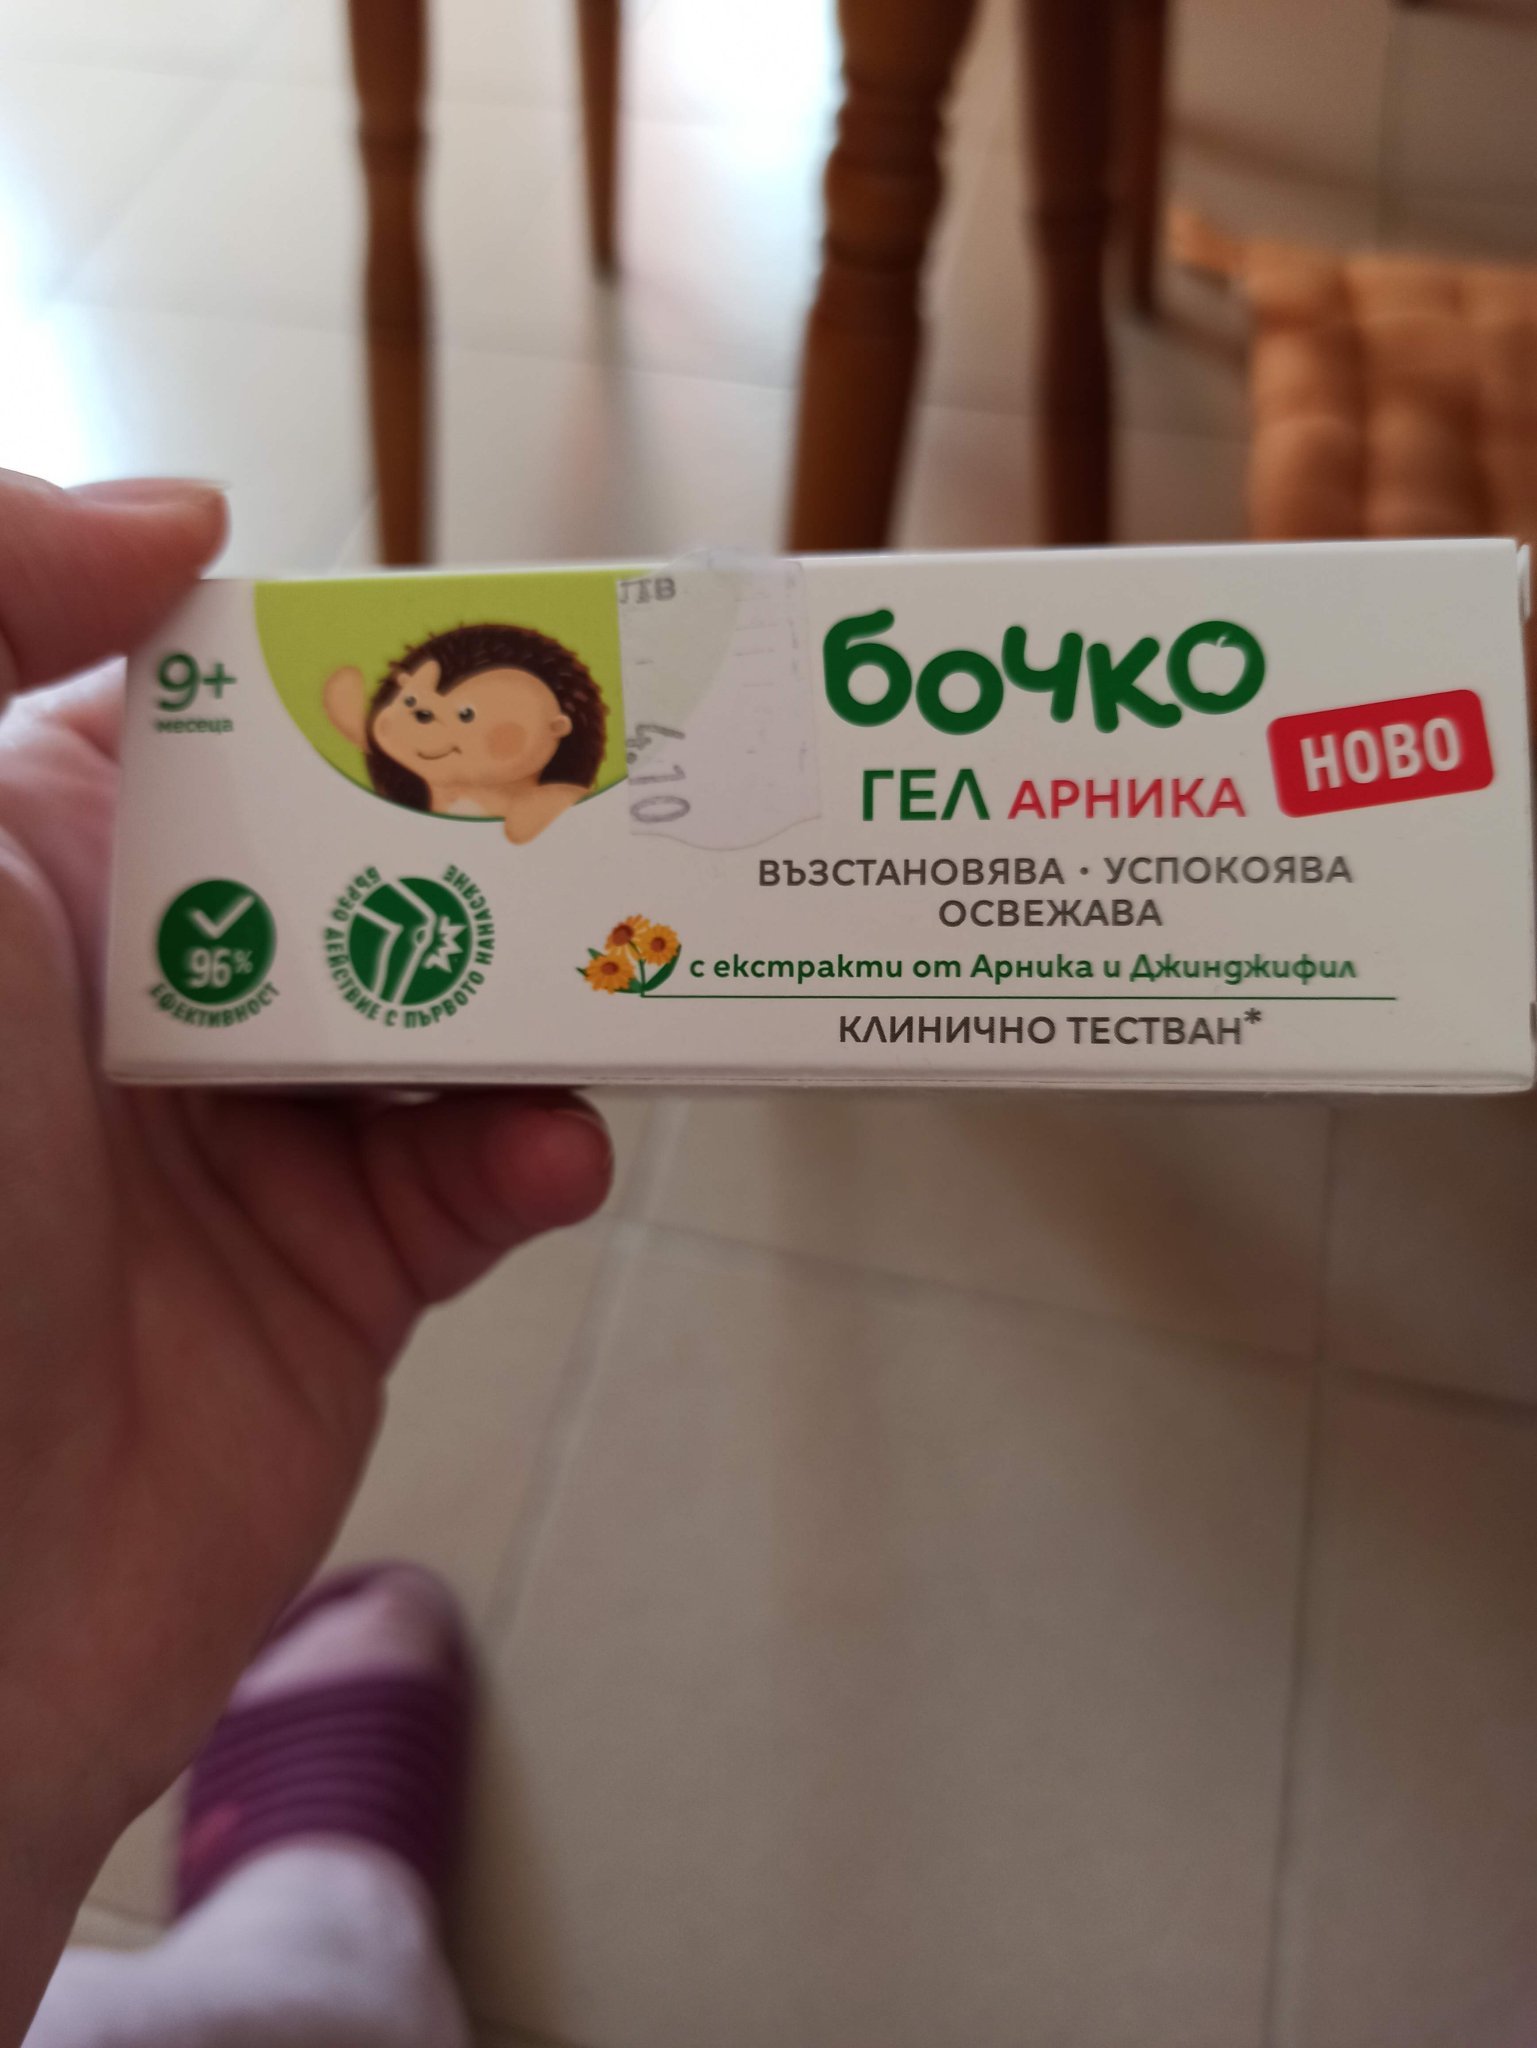 9+
месеца
лв
4.10
бочко
ГЕЛ АРНИКА
НОВО
ВЪЗСТАНОВЯВА · УСПОКОЯВА
ОСВЕЖАВА
с екстракти от Арника и Джинджифил
КЛИНИЧНО ТЕСТВАН*
96%
ЕФЕКТИВНОСТ
БЪРЗО ДЕЙСТВИЕ С ПЪРВОТО НАНАСЯНЕ